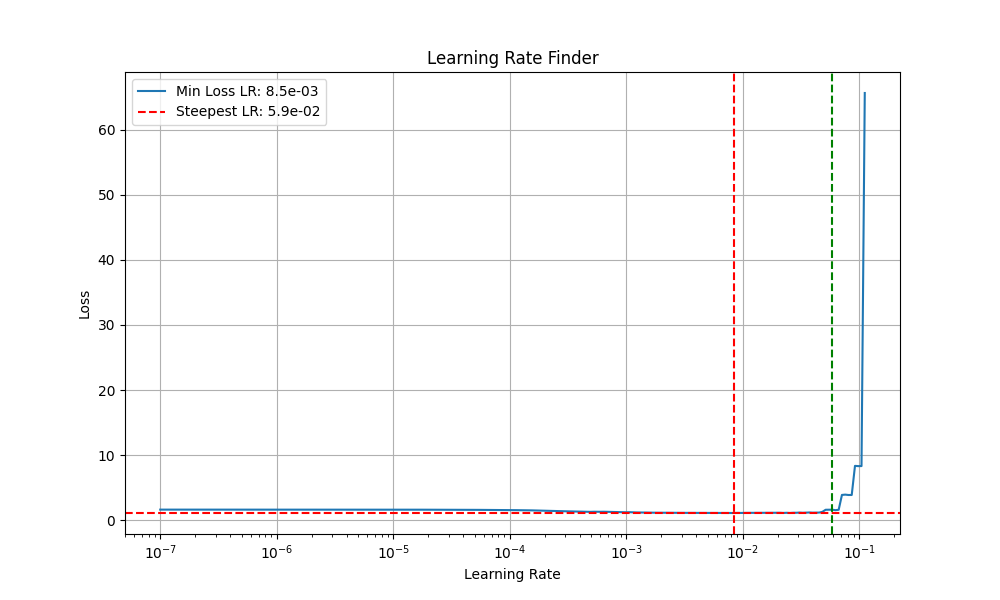 Learning Rate Finder
Min Loss LR: 8.5e-03
Steepest LR: 5.9e-02
Loss
60
50
40
30
20
10
0
10⁻⁷
10⁻⁶
10⁻⁵
10⁻⁴
10⁻³
10⁻²
10⁻¹
Learning Rate